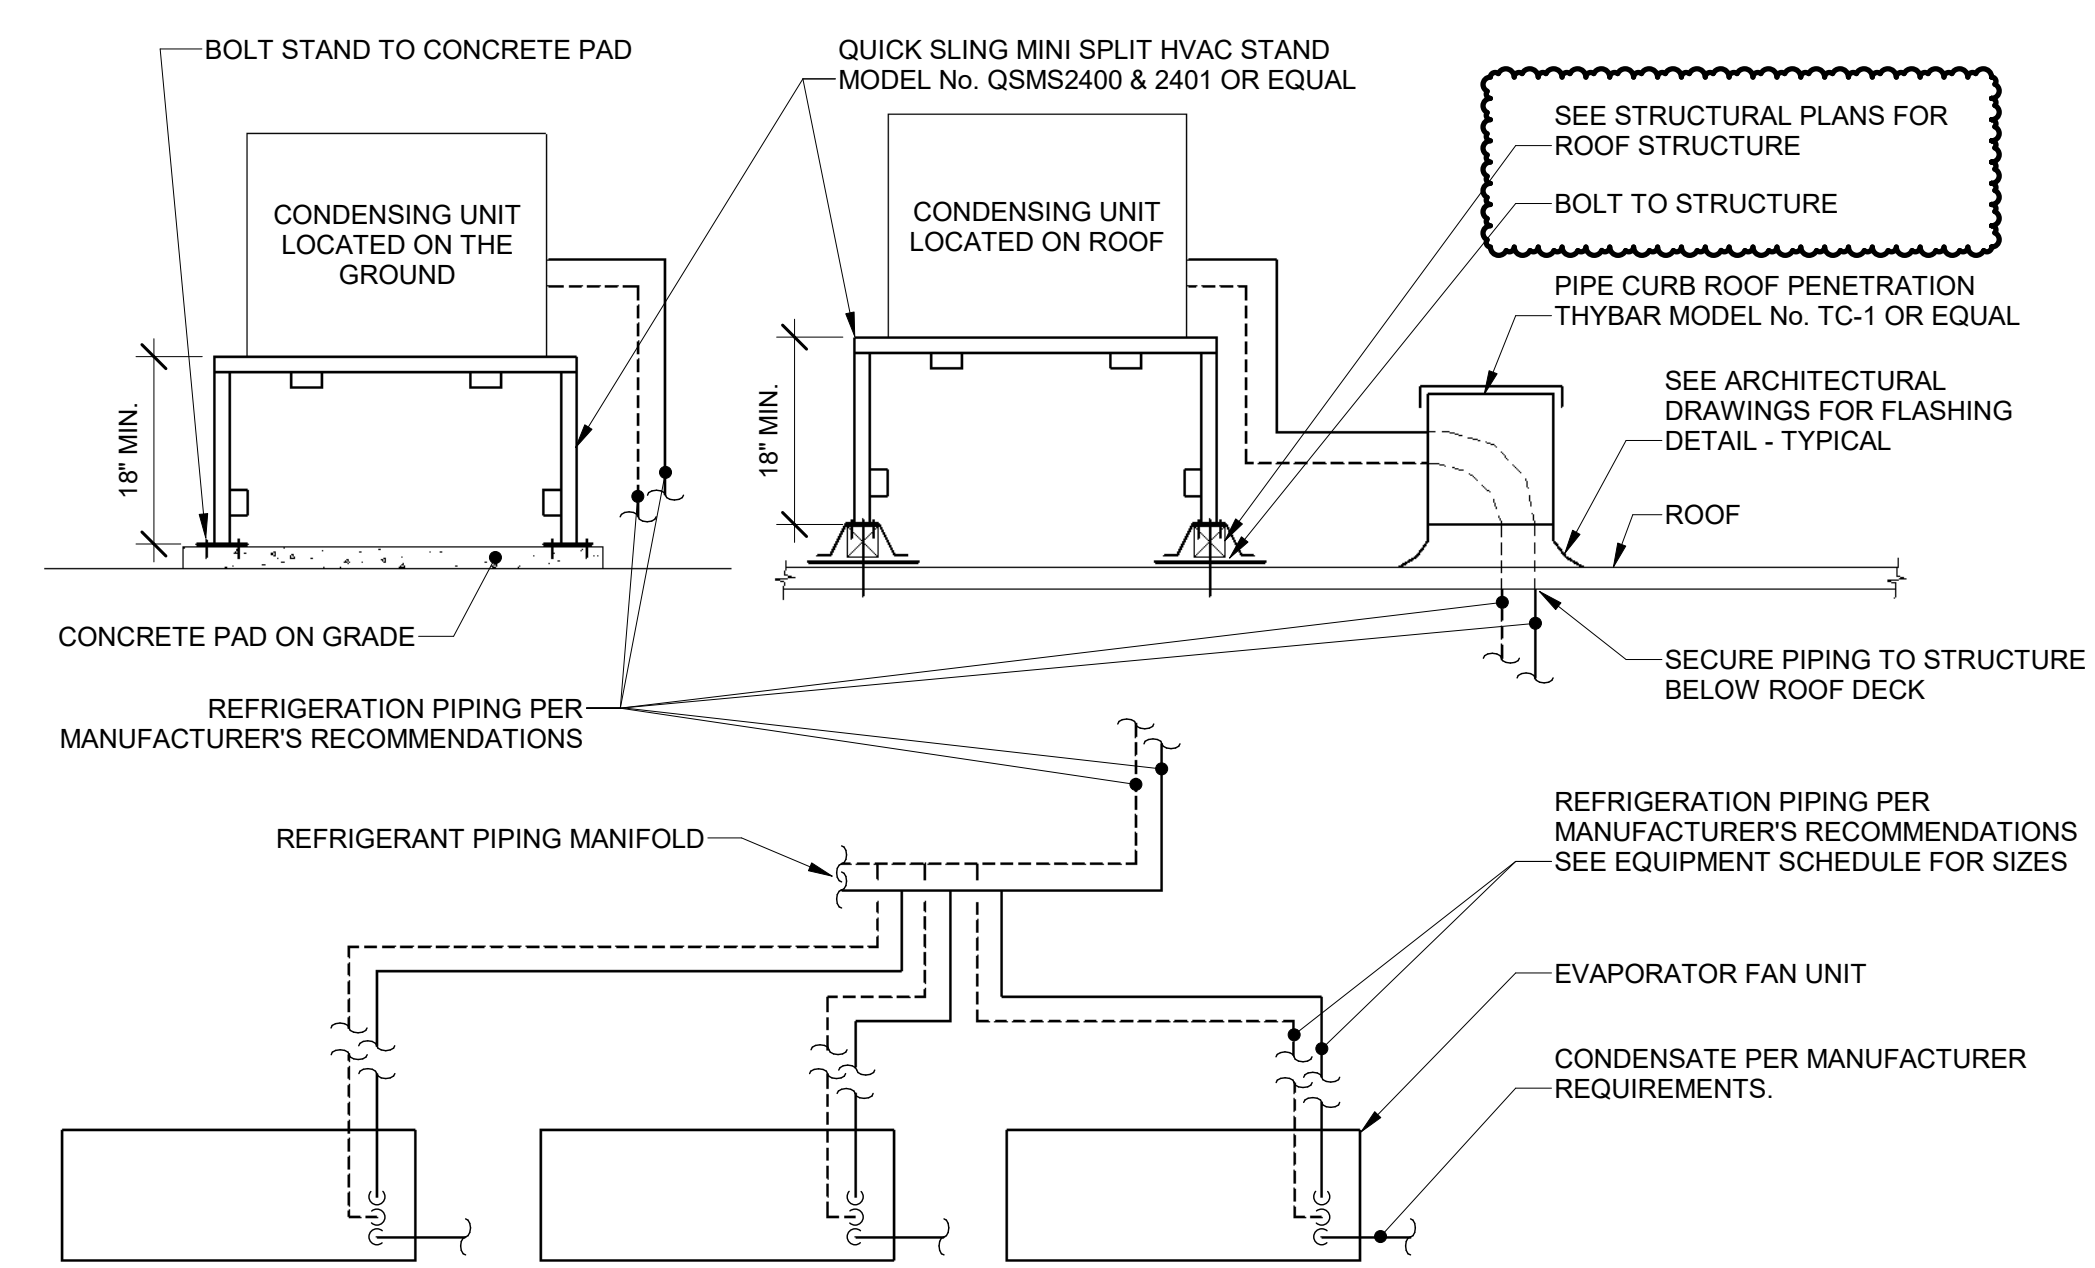 BOLT STAND TO CONCRETE PAD
QUICK SLING MINI SPLIT HVAC STAND
MODEL No. QSMS2400 & 2401 OR EQUAL
SEE STRUCTURAL PLANS FOR
ROOF STRUCTURE
BOLT TO STRUCTURE
CONDENSING UNIT
LOCATED ON THE
GROUND
CONDENSING UNIT
LOCATED ON ROOF
PIPE CURB ROOF PENETRATION
THYBAR MODEL No. TC-1 OR EQUAL
SEE ARCHITECTURAL
DRAWINGS FOR FLASHING
DETAIL - TYPICAL
18" MIN.
18" MIN.
ROOF
CONCRETE PAD ON GRADE
SECURE PIPING TO STRUCTURE
BELOW ROOF DECK
REFRIGERATION PIPING PER
MANUFACTURER'S RECOMMENDATIONS
REFRIGERANT PIPING MANIFOLD
REFRIGERATION PIPING PER
MANUFACTURER'S RECOMMENDATIONS
SEE EQUIPMENT SCHEDULE FOR SIZES
EVAPORATOR FAN UNIT
CONDENSATE PER MANUFACTURER
REQUIREMENTS.